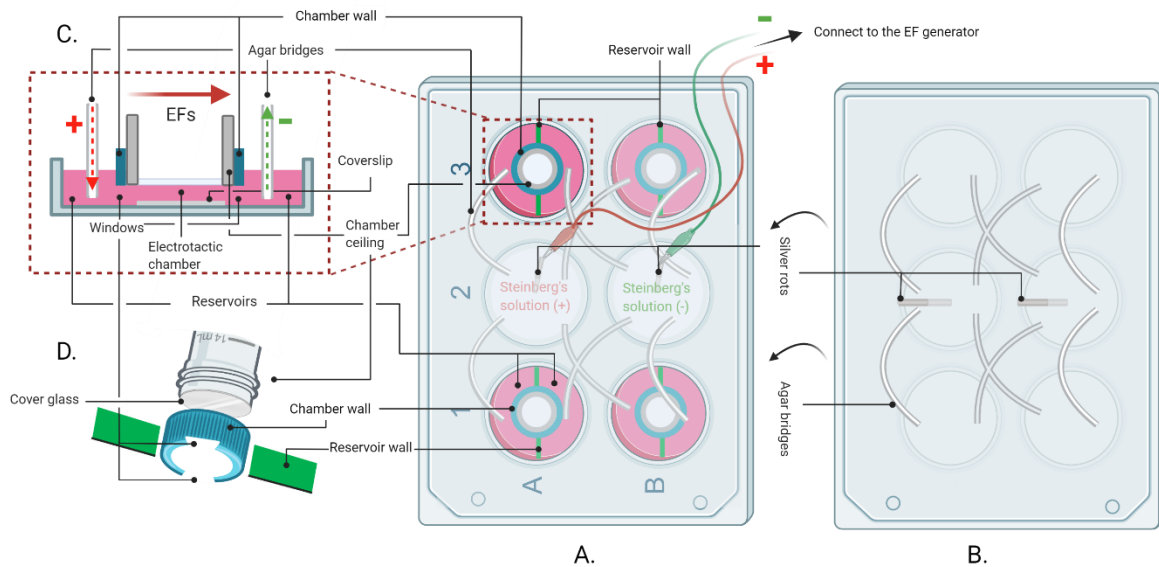 C.
Chamber wall
Agar bridges
Reservoir wall
−
+
Connect to the EF generator
+
EFs
−
Coverslip
Windows
Electrotactic
chamber
Chamber
ceiling
Reservoirs
3
2
1
A
B
Steinberg's
solution (+)
Steinberg's
solution (-)
Silver rots
Agar bridges
D.
14 mL
Cover glass
Chamber wall
Reservoir wall
A.
B.